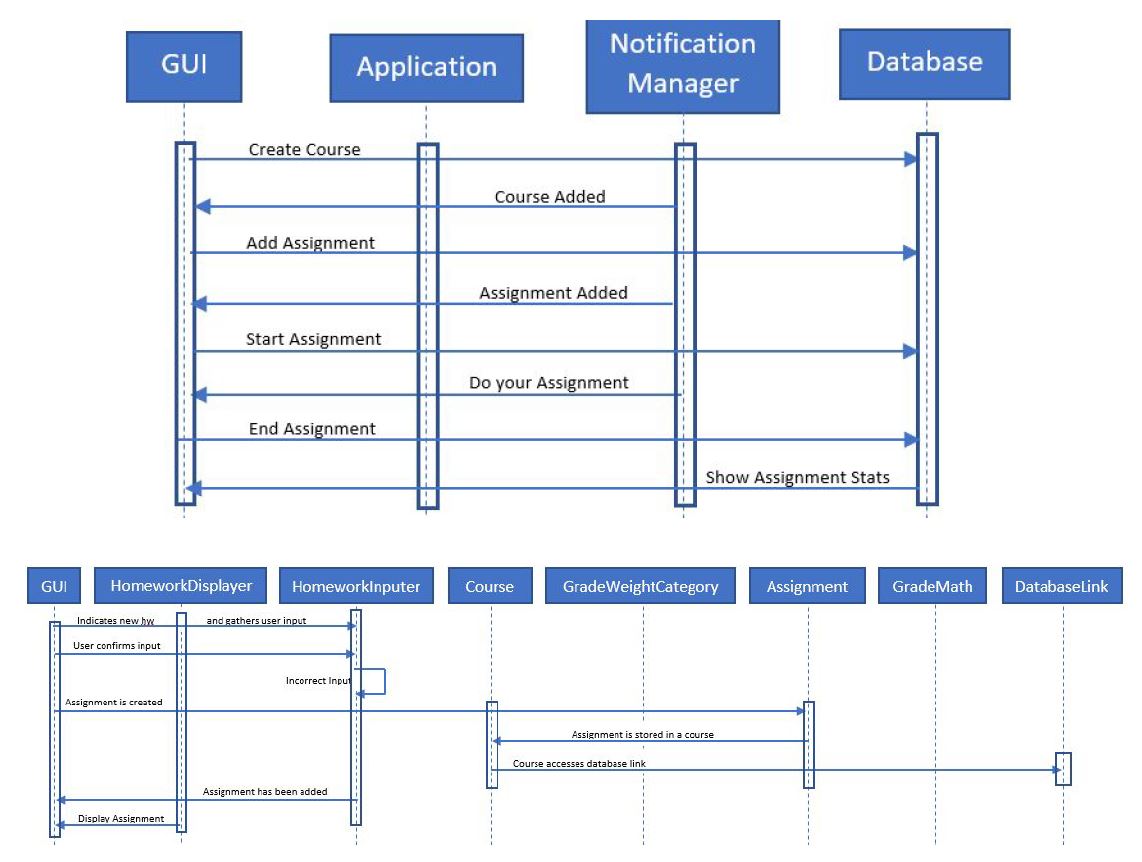 GUI
Application
Notification
Manager
Database
Create Course
Course Added
Add Assignment
Assignment Added
Start Assignment
Do your Assignment
End Assignment
Show Assignment Stats
GUI
HomeworkDisplayer
HomeworkInputer
Course
GradeWeightCategory
Assignment
GradeMath
DatabaseLink
Indicates new hw and gathers user input
User confirms input
Incorrect Input
Assignment is created
Assignment is stored in a course
Course accesses database link
Assignment has been added
Display Assignment